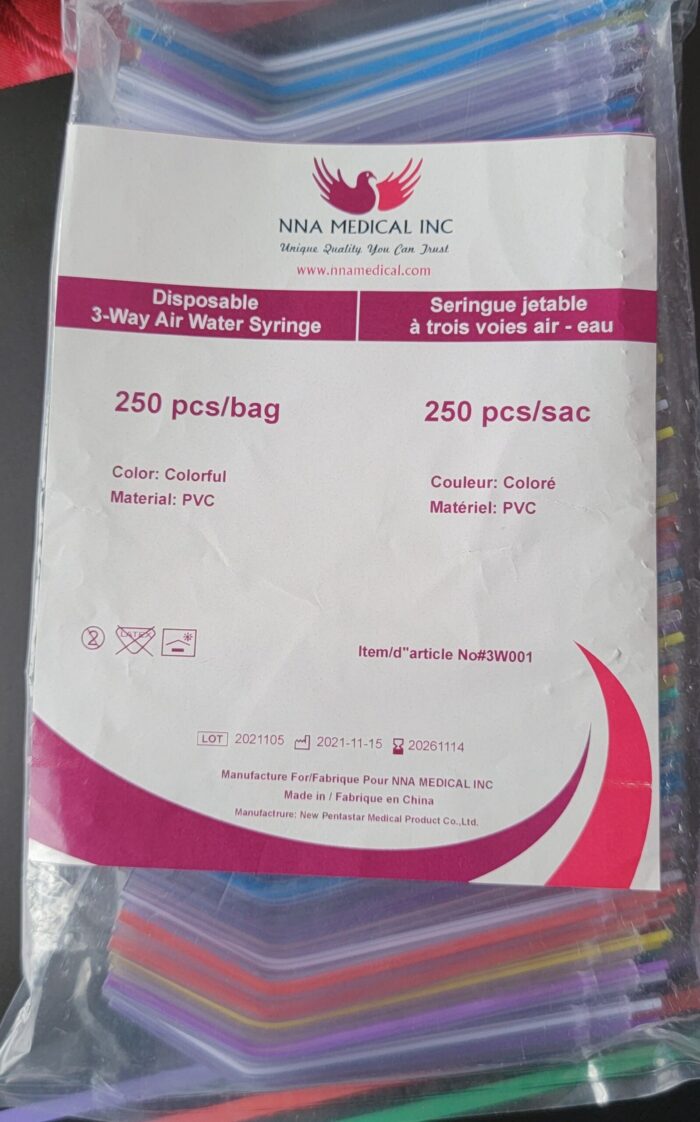 NNA MEDICAL INC
Unique Quality You Can Trust
www.nnamedical.com
Disposable
3-Way Air Water Syringe
Seringue jetable
à trois voies air - eau
250 pcs/bag
250 pcs/sac
Color: Colorful
Material: PVC
Couleur: Coloré
Matériel: PVC
2
LATEX
Item/d"article No#3W001
LOT 2021105 2021-11-15 20261114
Manufacture For/Fabrique Pour NNA MEDICAL INC
Made in / Fabrique en China
Manufactrure: New Pentastar Medical Product Co.,Ltd.